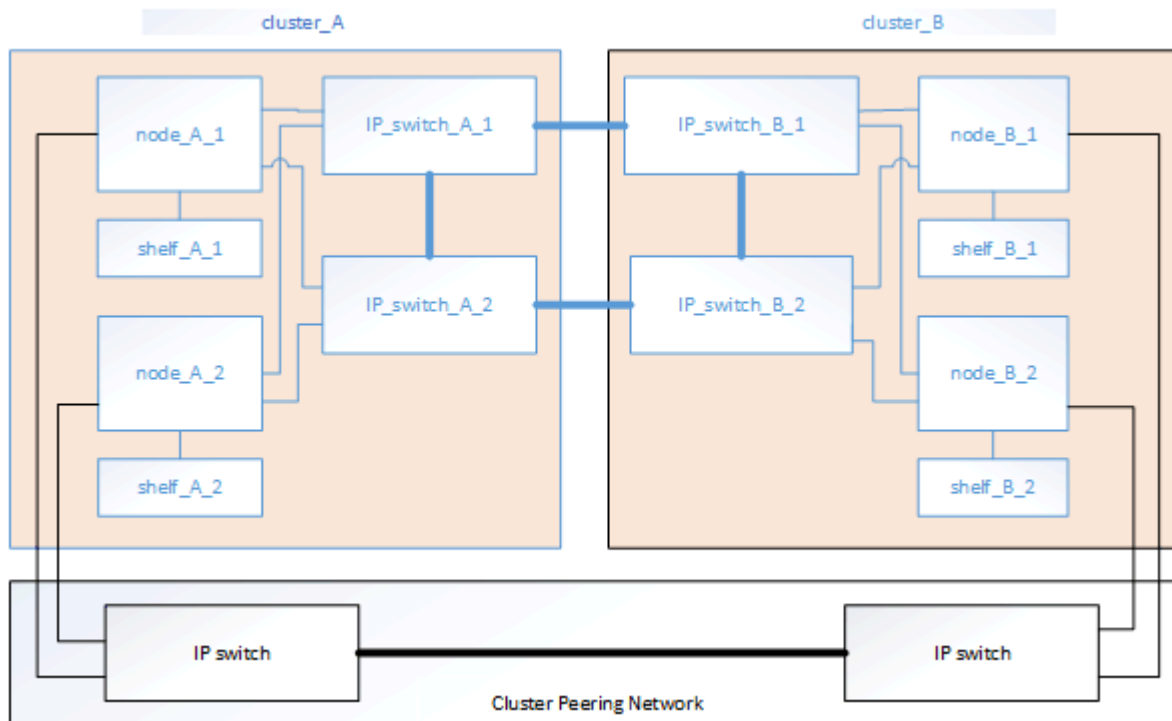 cluster_A
cluster_B
node_A_1
IP_switch_A_1
IP_switch_B_1
node_B_1
shelf_A_1
shelf_B_1
IP_switch_A_2
IP_switch_B_2
node_A_2
node_B_2
shelf_A_2
shelf_B_2
IP switch
IP switch
Cluster Peering Network